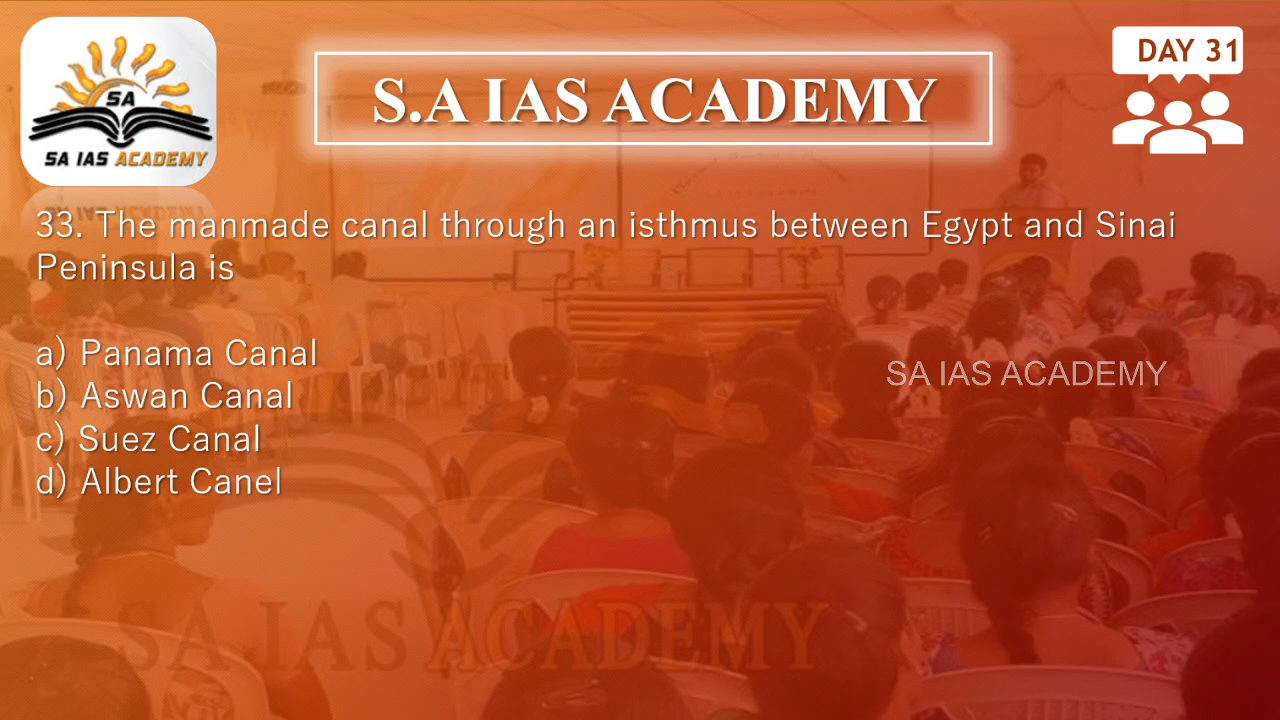 SA
SA IAS ACADEMY
S.A IAS ACADEMY
DAY 31
33. The manmade canal through an isthmus between Egypt and Sinai
Peninsula is
a) Panama Canal
b) Aswan Canal
c) Suez Canal
d) Albert Canel
SA IAS ACADEMY
SA IAS ACADEMY